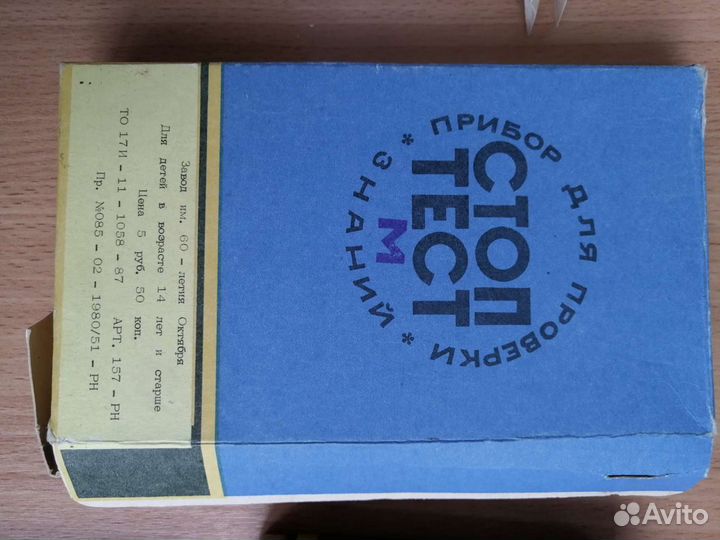 ПРИБОР ДЛЯ ПРОВЕРКИ * ЗНАНИЙ *
СТОП
ТЕСТ
М
Завод им. 60 - летия Октября
Для детей в возрасте 14 лет и старше
Цена 5 руб. 50 коп.
ТО 17И - 11 - 1058 - 87 АРТ. 157 - РН
Пр. №085 - 02 - 1980/51 - РН
Avito